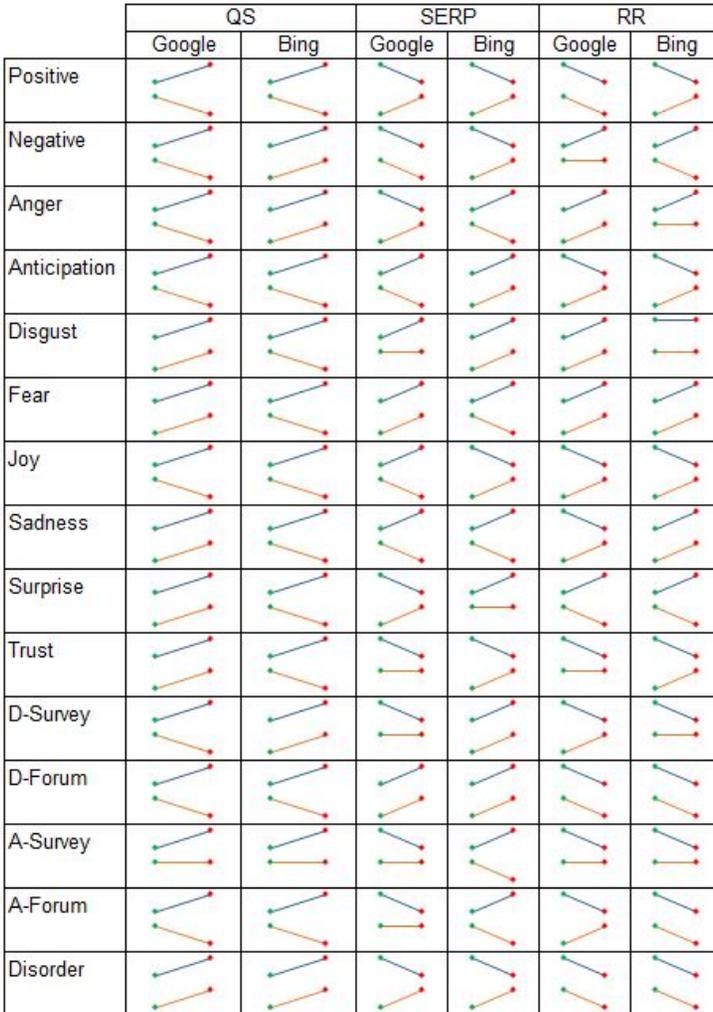 QS SERP RR
Google Bing Google Bing Google Bing
Positive
Negative
Anger
Anticipation
Disgust
Fear
Joy
Sadness
Surprise
Trust
D-Survey
D-Forum
A-Survey
A-Forum
Disorder